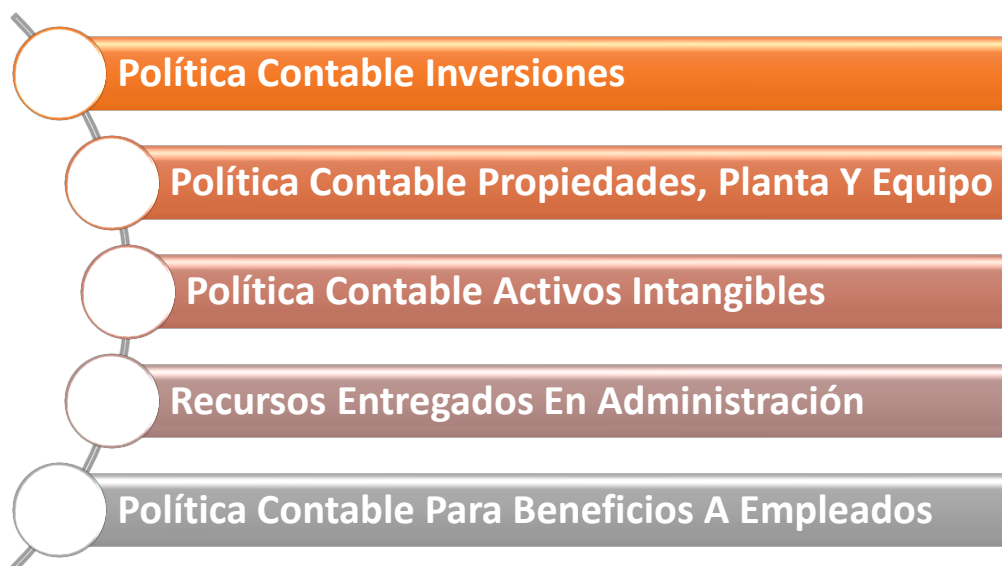 Política Contable Inversiones
Política Contable Propiedades, Planta Y Equipo
Política Contable Activos Intangibles
Recursos Entregados En Administración
Política Contable Para Beneficios A Empleados